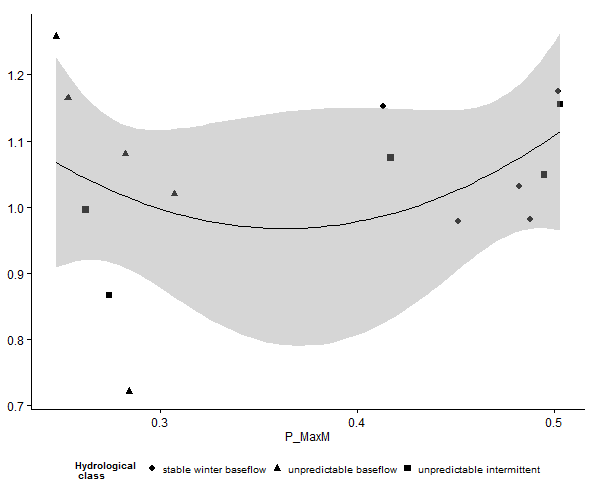 1.2
1.1
1.0
0.9
0.8
0.7
0.3 0.4 0.5
P_MaxM
Hydrological
class
stable winter baseflow unpredictable baseflow unpredictable intermittent